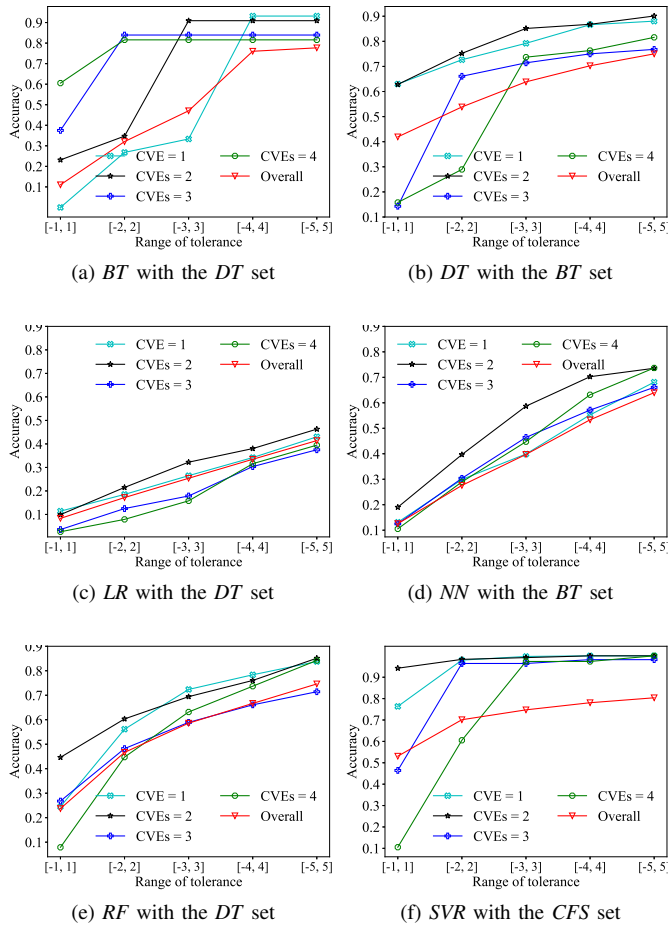 0.9
0.8
0.7
0.6
0.5
0.4
0.3
0.2
0.1
Accuracy
CVE = 1
CVEs = 2
CVEs = 3
CVEs = 4
Overall
[-1, 1] [-2, 2] [-3, 3] [-4, 4] [-5, 5]
Range of tolerance
(a) BT with the DT set
0.9
0.8
0.7
0.6
0.5
0.4
0.3
0.2
0.1
Accuracy
CVE = 1
CVEs = 2
CVEs = 3
CVEs = 4
Overall
[-1, 1] [-2, 2] [-3, 3] [-4, 4] [-5, 5]
Range of tolerance
(b) DT with the BT set
0.9
0.8
0.7
0.6
0.5
0.4
0.3
0.2
0.1
Accuracy
CVE = 1
CVEs = 2
CVEs = 3
CVEs = 4
Overall
[-1, 1] [-2, 2] [-3, 3] [-4, 4] [-5, 5]
Range of tolerance
(c) LR with the DT set
0.9
0.8
0.7
0.6
0.5
0.4
0.3
0.2
0.1
Accuracy
CVE = 1
CVEs = 2
CVEs = 3
CVEs = 4
Overall
[-1, 1] [-2, 2] [-3, 3] [-4, 4] [-5, 5]
Range of tolerance
(d) NN with the BT set
0.9
0.8
0.7
0.6
0.5
0.4
0.3
0.2
0.1
Accuracy
CVE = 1
CVEs = 2
CVEs = 3
CVEs = 4
Overall
[-1, 1] [-2, 2] [-3, 3] [-4, 4] [-5, 5]
Range of tolerance
(e) RF with the DT set
0.9
0.8
0.7
0.6
0.5
0.4
0.3
0.2
0.1
Accuracy
CVE = 1
CVEs = 2
CVEs = 3
CVEs = 4
Overall
[-1, 1] [-2, 2] [-3, 3] [-4, 4] [-5, 5]
Range of tolerance
(f) SVR with the CFS set